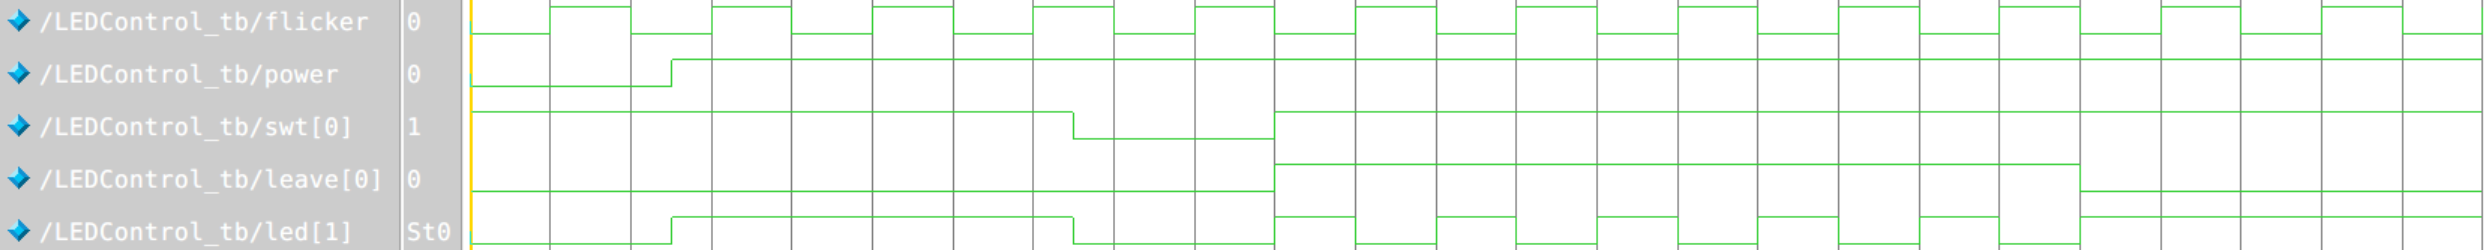 /LEDControl_tb/flicker 0
/LEDControl_tb/power 0
/LEDControl_tb/swt[0] 1
/LEDControl_tb/leave[0] 0
/LEDControl_tb/led[1] St0